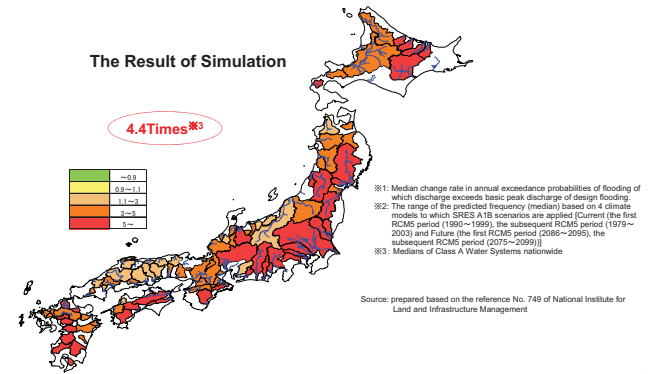 The Result of Simulation
4.4Times※3
～0.9
0.9～1.1
1.1～3
3～5
5～
※1: Median change rate in annual exceedance probabilities of flooding of
which discharge exceeds basic peak discharge of design flooding.
※2: The range of the predicted frequency (median) based on 4 climate
models to which SRES A1B scenarios are applied [Current (the first
RCM5 period (1990～1999), the subsequent RCM5 period (1979～
2003) and Future (the first RCM5 period (2086～2095), the
subsequent RCM5 period (2075～2099))]
※3: Medians of Class A Water Systems nationwide
Source: prepared based on the reference No. 749 of National Institute for
Land and Infrastructure Management